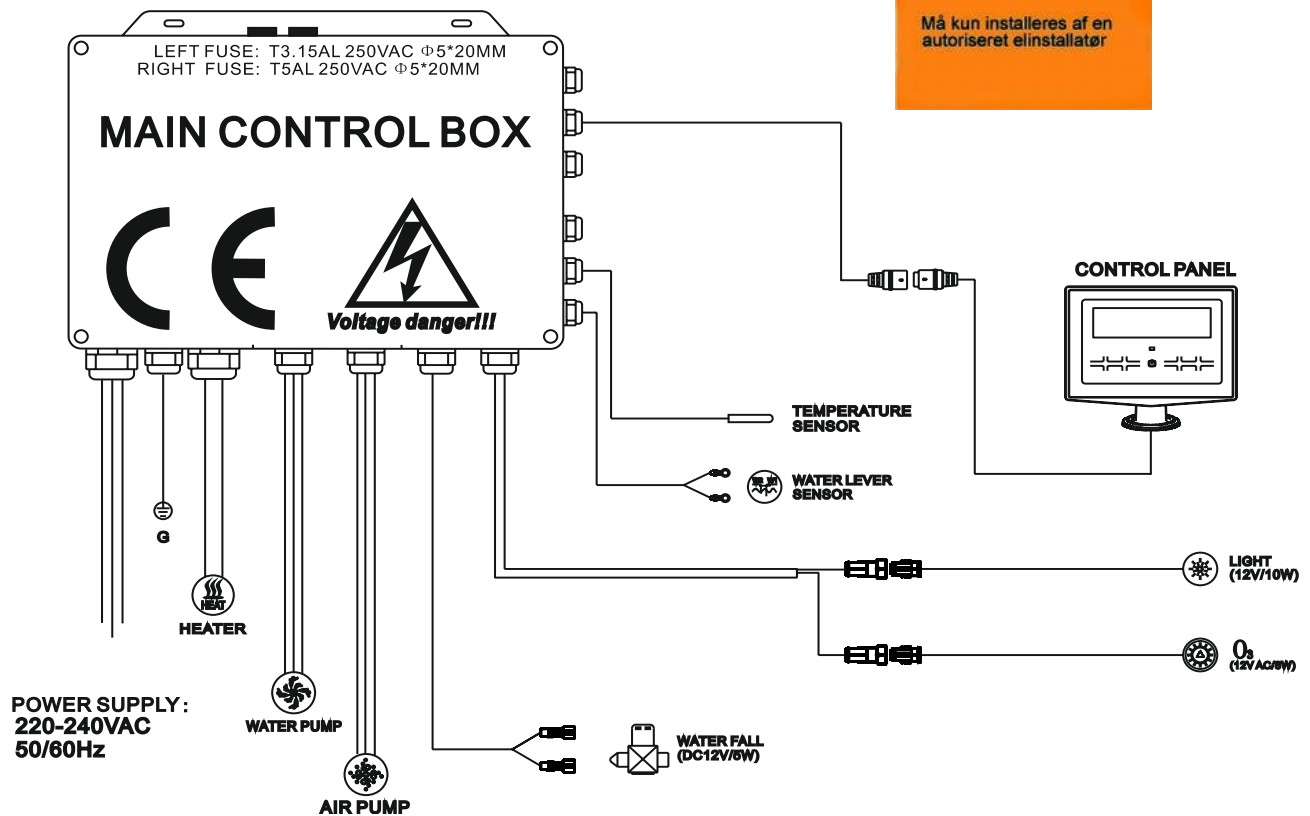 Må kun installeres af en
autoriseret elinstallatør
LEFT FUSE: T3.15AL 250VAC Φ5*20MM
RIGHT FUSE: T5AL 250VAC Φ5*20MM
MAIN CONTROL BOX
CE
Voltage danger!!!
CONTROL PANEL
TEMPERATURE
SENSOR
WATER LEVER
SENSOR
G
LIGHT
(12V/10W)
HEAT
HEATER
O₃
POWER SUPPLY:
220-240VAC
50/60Hz
WATER PUMP
WATER FALL
AIR PUMP